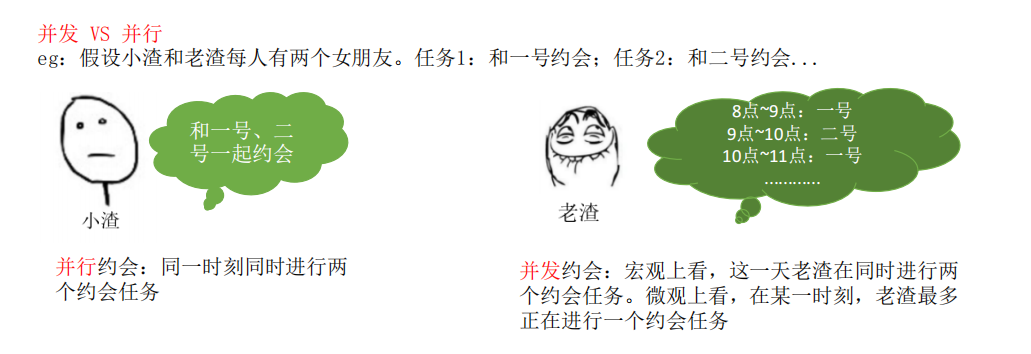 并发 VS 并行
eg：假设小渣和老渣每人有两个女朋友。任务1：和一号约会；任务2：和二号约会...
和一号、二
号一起约会
小渣
8点~9点：一号
9点~10点：二号
10点~11点：一号
…………
老渣
并行约会：同一时刻同时进行两
个约会任务
并发约会：宏观上看，这一天老渣在同时进行两
个约会任务。微观上看，在某一时刻，老渣最多
正在进行一个约会任务